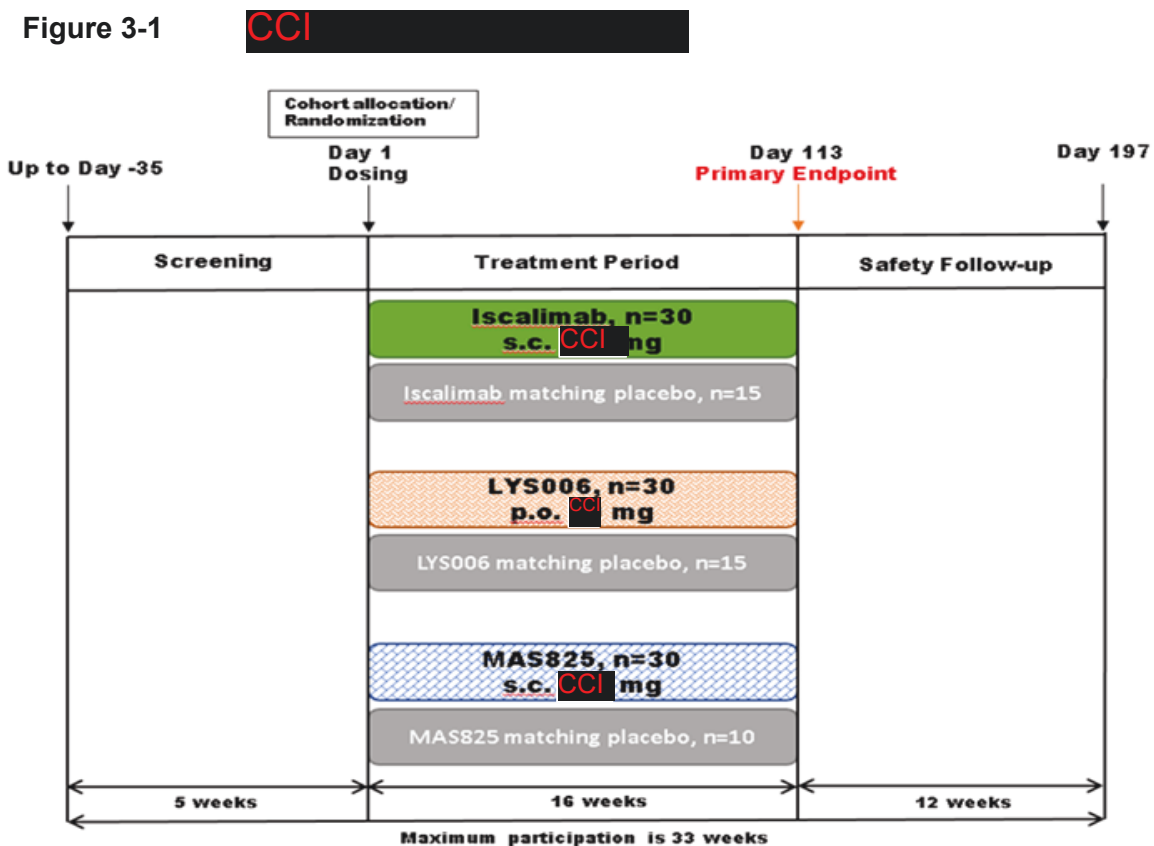 Figure 3-1 CCI
Cohort allocation/
Randomization
Up to Day -35
Day 1
Dosing
Day 113
Primary Endpoint
Day 197
Screening
Treatment Period
Safety Follow-up
Iscalimab, n=30
s.c. CCI mg
Iscalimab matching placebo, n=15
LYS006, n=30
p.o. CCI mg
LYS006 matching placebo, n=15
MAS825, n=30
s.c. CCI mg
MAS825 matching placebo, n=10
5 weeks
16 weeks
12 weeks
Maximum participation is 33 weeks